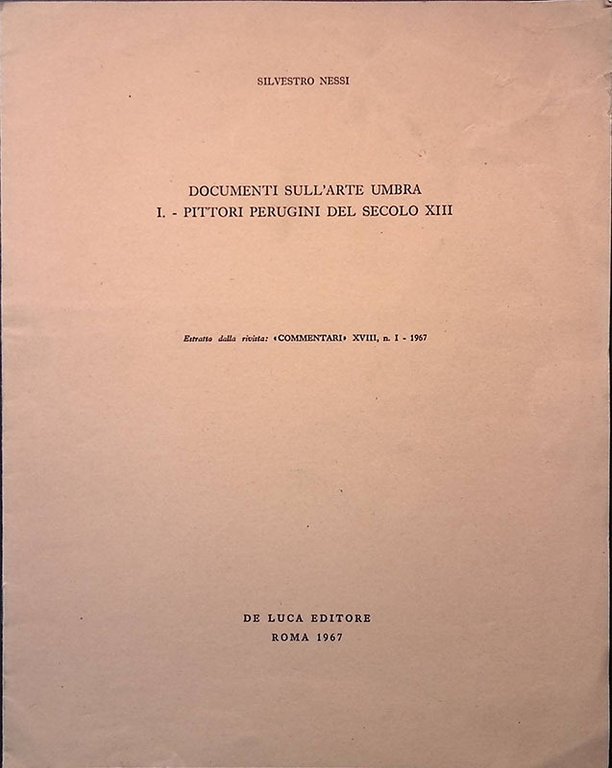 SILVESTRO NESSI
DOCUMENTI SULL'ARTE UMBRA
I. - PITTORI PERUGINI DEL SECOLO XIII
Estratto dalla rivista: «COMMENTARI» XVIII, n. I - 1967
DE LUCA EDITORE
ROMA 1967